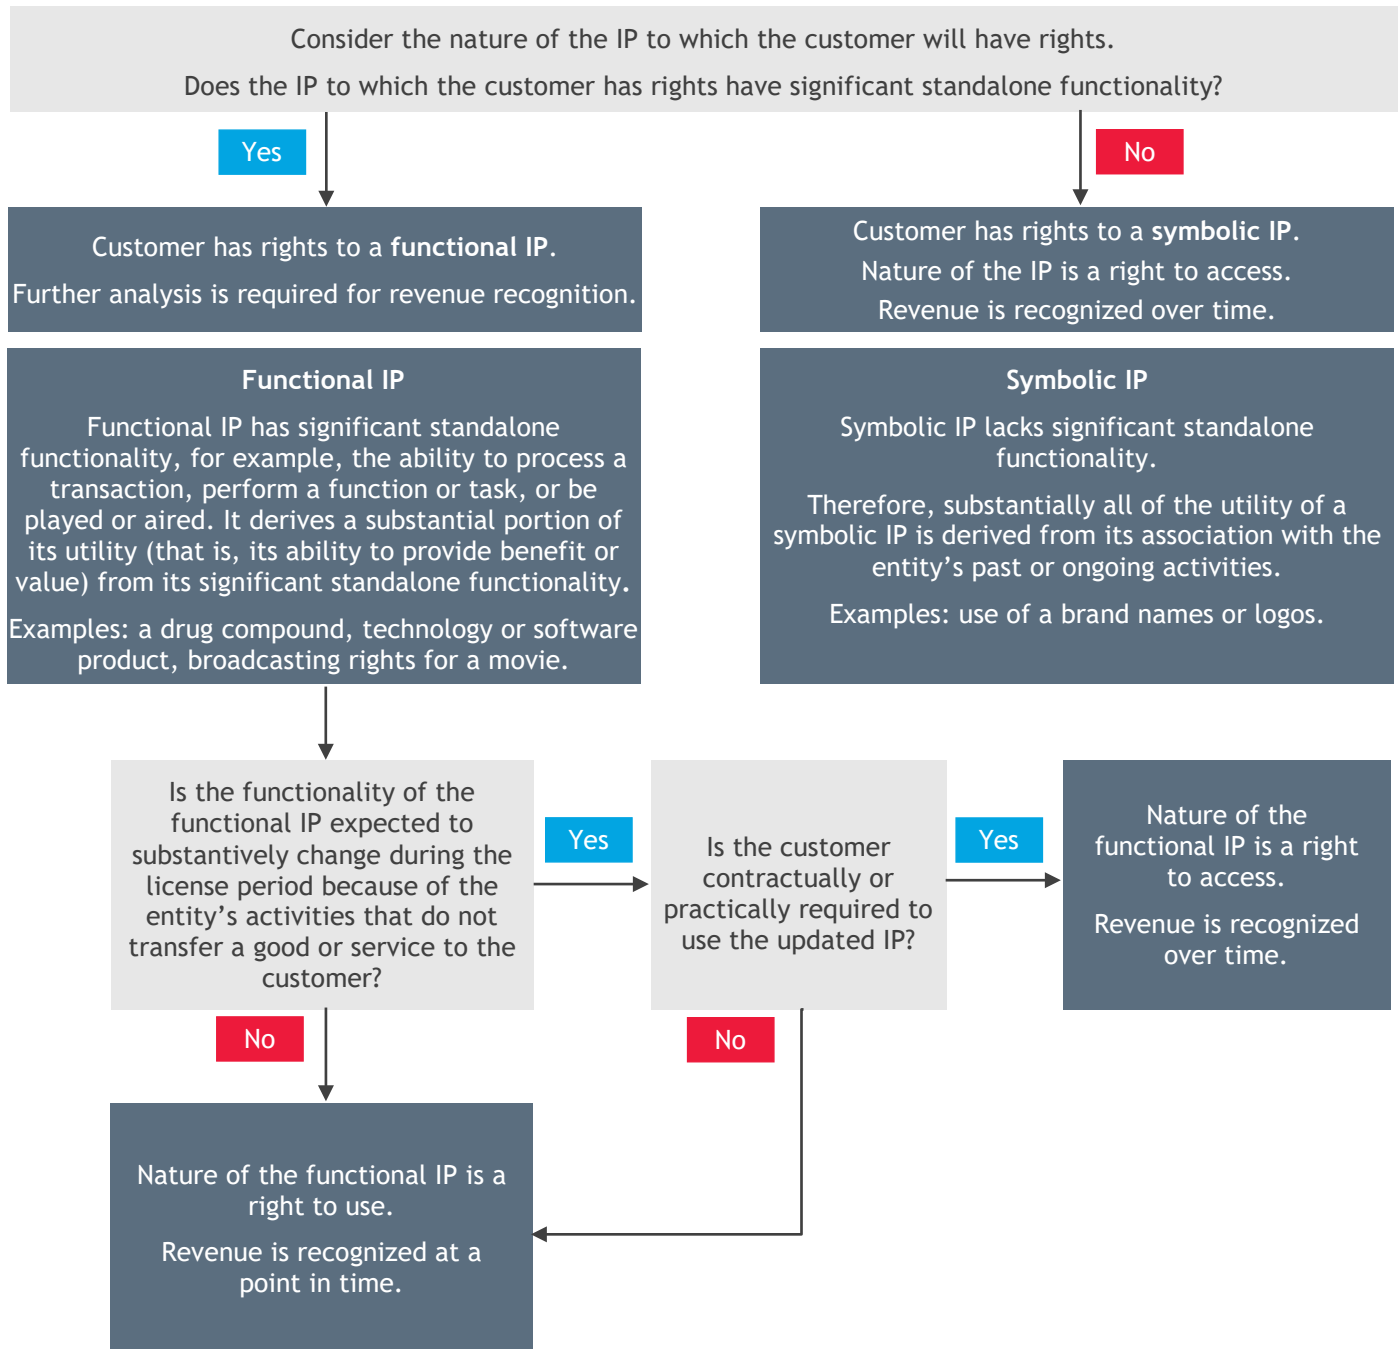 Consider the nature of the IP to which the customer will have rights.
Does the IP to which the customer has rights have significant standalone functionality?
Yes
No
Customer has rights to a functional IP.
Further analysis is required for revenue recognition.
Customer has rights to a symbolic IP.
Nature of the IP is a right to access.
Revenue is recognized over time.
Functional IP
Functional IP has significant standalone
functionality, for example, the ability to process a
transaction, perform a function or task, or be
played or aired. It derives a substantial portion of
its utility (that is, its ability to provide benefit or
value) from its significant standalone functionality.
Examples: a drug compound, technology or software
product, broadcasting rights for a movie.
Symbolic IP
Symbolic IP lacks significant standalone
functionality.
Therefore, substantially all of the utility of a
symbolic IP is derived from its association with the
entity’s past or ongoing activities.
Examples: use of a brand names or logos.
Is the functionality of the
functional IP expected to
substantively change during the
license period because of the
entity’s activities that do not
transfer a good or service to the
customer?
Yes
Is the customer
contractually or
practically required to
use the updated IP?
Yes
Nature of the
functional IP is a right
to access.
Revenue is recognized
over time.
No
No
Nature of the functional IP is a
right to use.
Revenue is recognized at a
point in time.